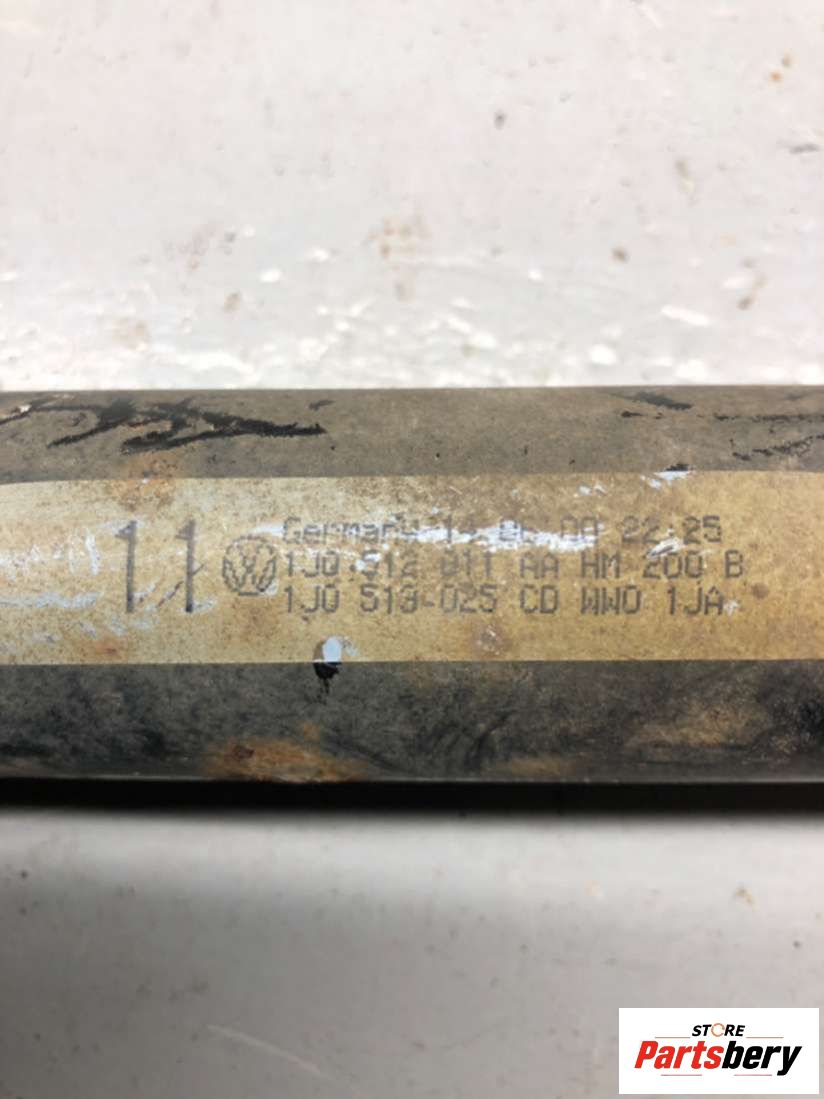 11
Germany 14 06 00 22:25
1J0 512 011 AA HM 200 B
1J0 513-025 CD WW0 1JA
STORE
Partsbery